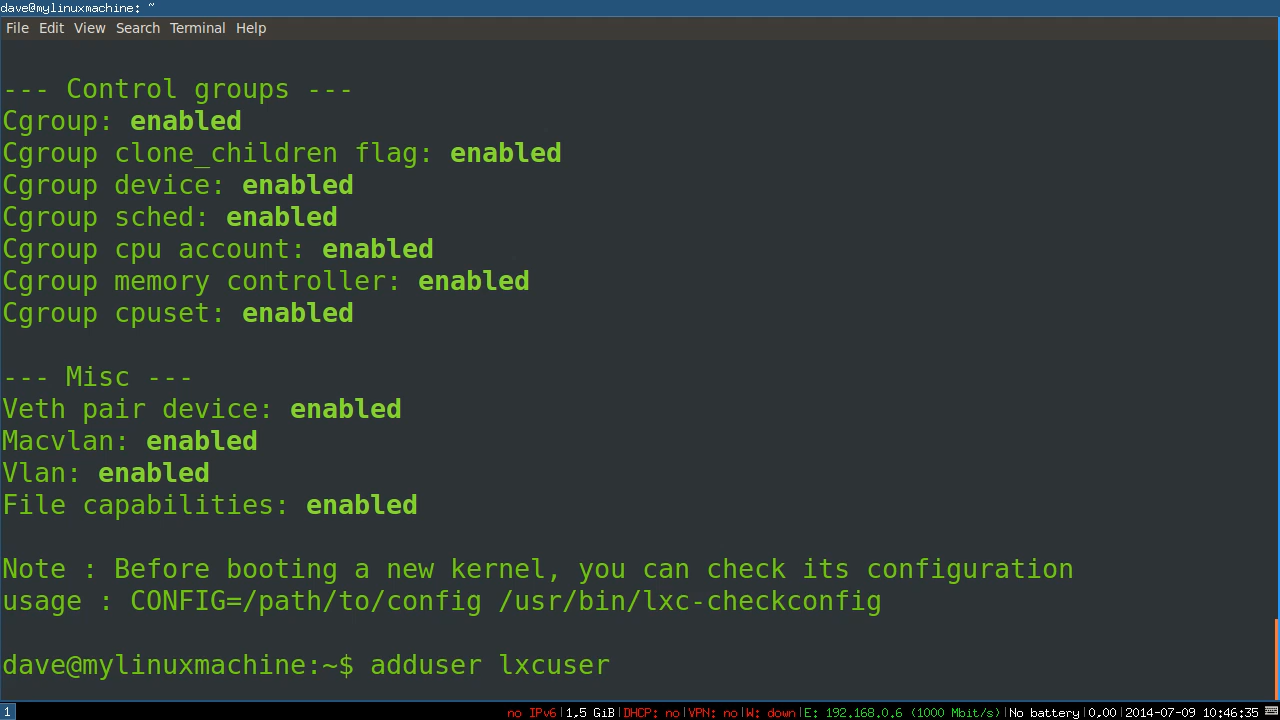 dave@mylinuxmachine: ~
File Edit View Search Terminal Help
--- Control groups ---
Cgroup: enabled
Cgroup clone_children flag: enabled
Cgroup device: enabled
Cgroup sched: enabled
Cgroup cpu account: enabled
Cgroup memory controller: enabled
Cgroup cpuset: enabled
--- Misc ---
Veth pair device: enabled
Macvlan: enabled
Vlan: enabled
File capabilities: enabled
Note : Before booting a new kernel, you can check its configuration
usage : CONFIG=/path/to/config /usr/bin/lxc-checkconfig
dave@mylinuxmachine:~$ adduser lxcuser
1 no IPv6|1,5 GiB|DHCP: no|VPN: no|W: down|E: 192.168.0.6 (1000 Mbit/s)|No battery|0.00|2014-07-09 10:46:35